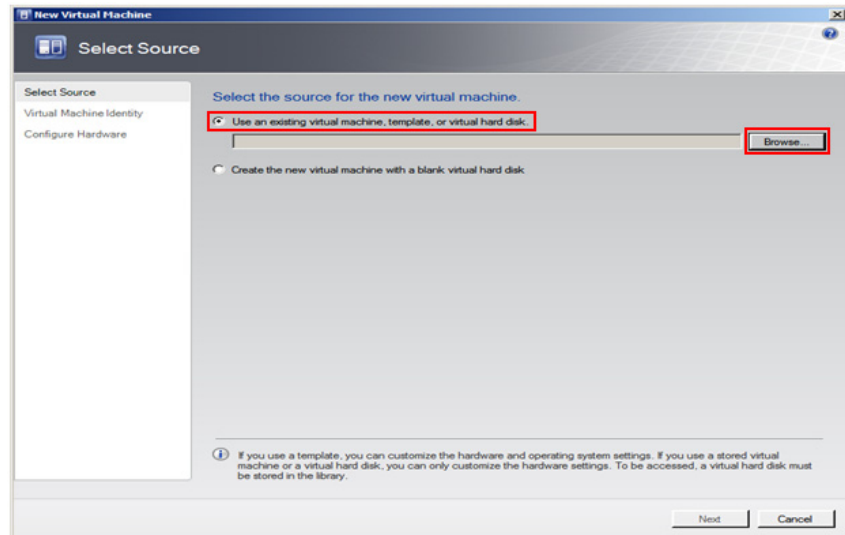 New Virtual Machine
Select Source
Select Source
Virtual Machine Identity
Configure Hardware
Select the source for the new virtual machine.
Use an existing virtual machine, template, or virtual hard disk.
Browse...
Create the new virtual machine with a blank virtual hard disk
If you use a template, you can customize the hardware and operating system settings. If you use a stored virtual
machine or a virtual hard disk, you can only customize the hardware settings. To be accessed, a virtual hard disk must
be stored in the library.
Next
Cancel